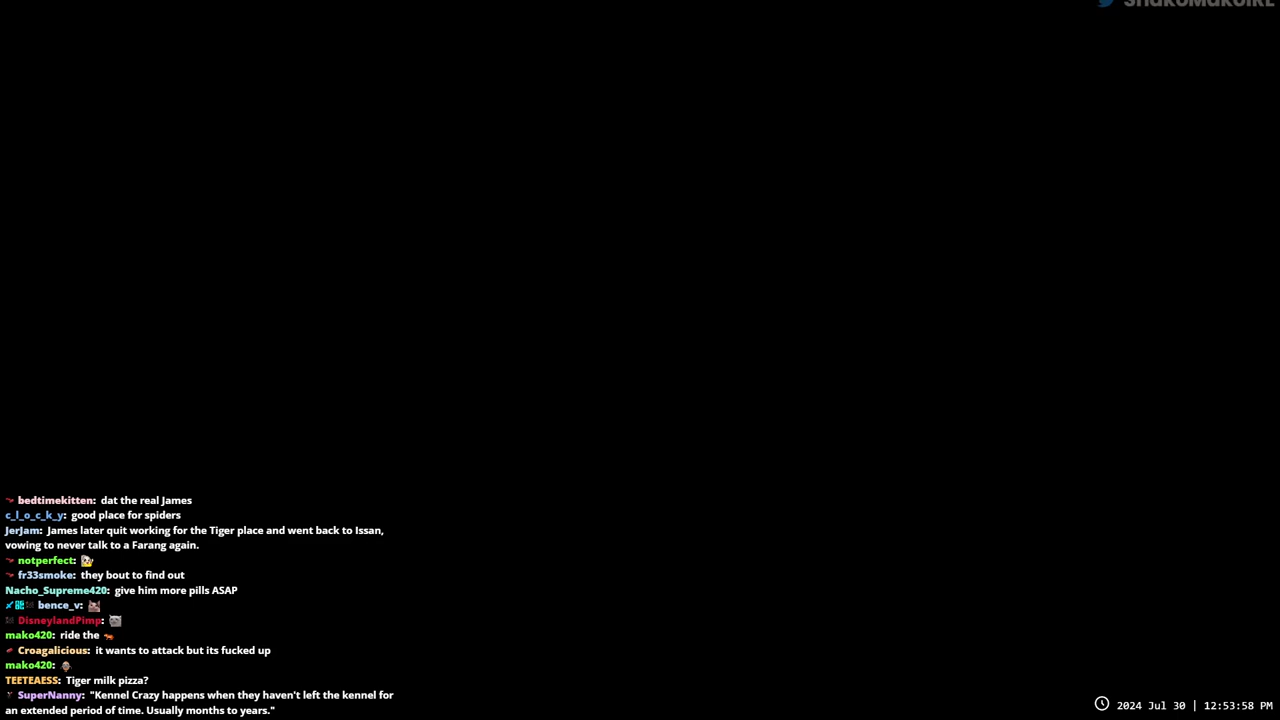 ShakoMakoIRL
bedtimekitten: dat the real James
c_l_o_c_k_y: good place for spiders
JerJam: James later quit working for the Tiger place and went back to Issan,
vowing to never talk to a Farang again.
notperfect:
fr33smoke: they bout to find out
Nacho_Supreme420: give him more pills ASAP
bence_v:
DisneylandPimp:
mako420: ride the
Croagalicious: it wants to attack but its fucked up
mako420:
TEETEAESS: Tiger milk pizza?
SuperNanny: "Kennel Crazy happens when they haven't left the kennel for
an extended period of time. Usually months to years."
2024 Jul 30 | 12:53:58 PM